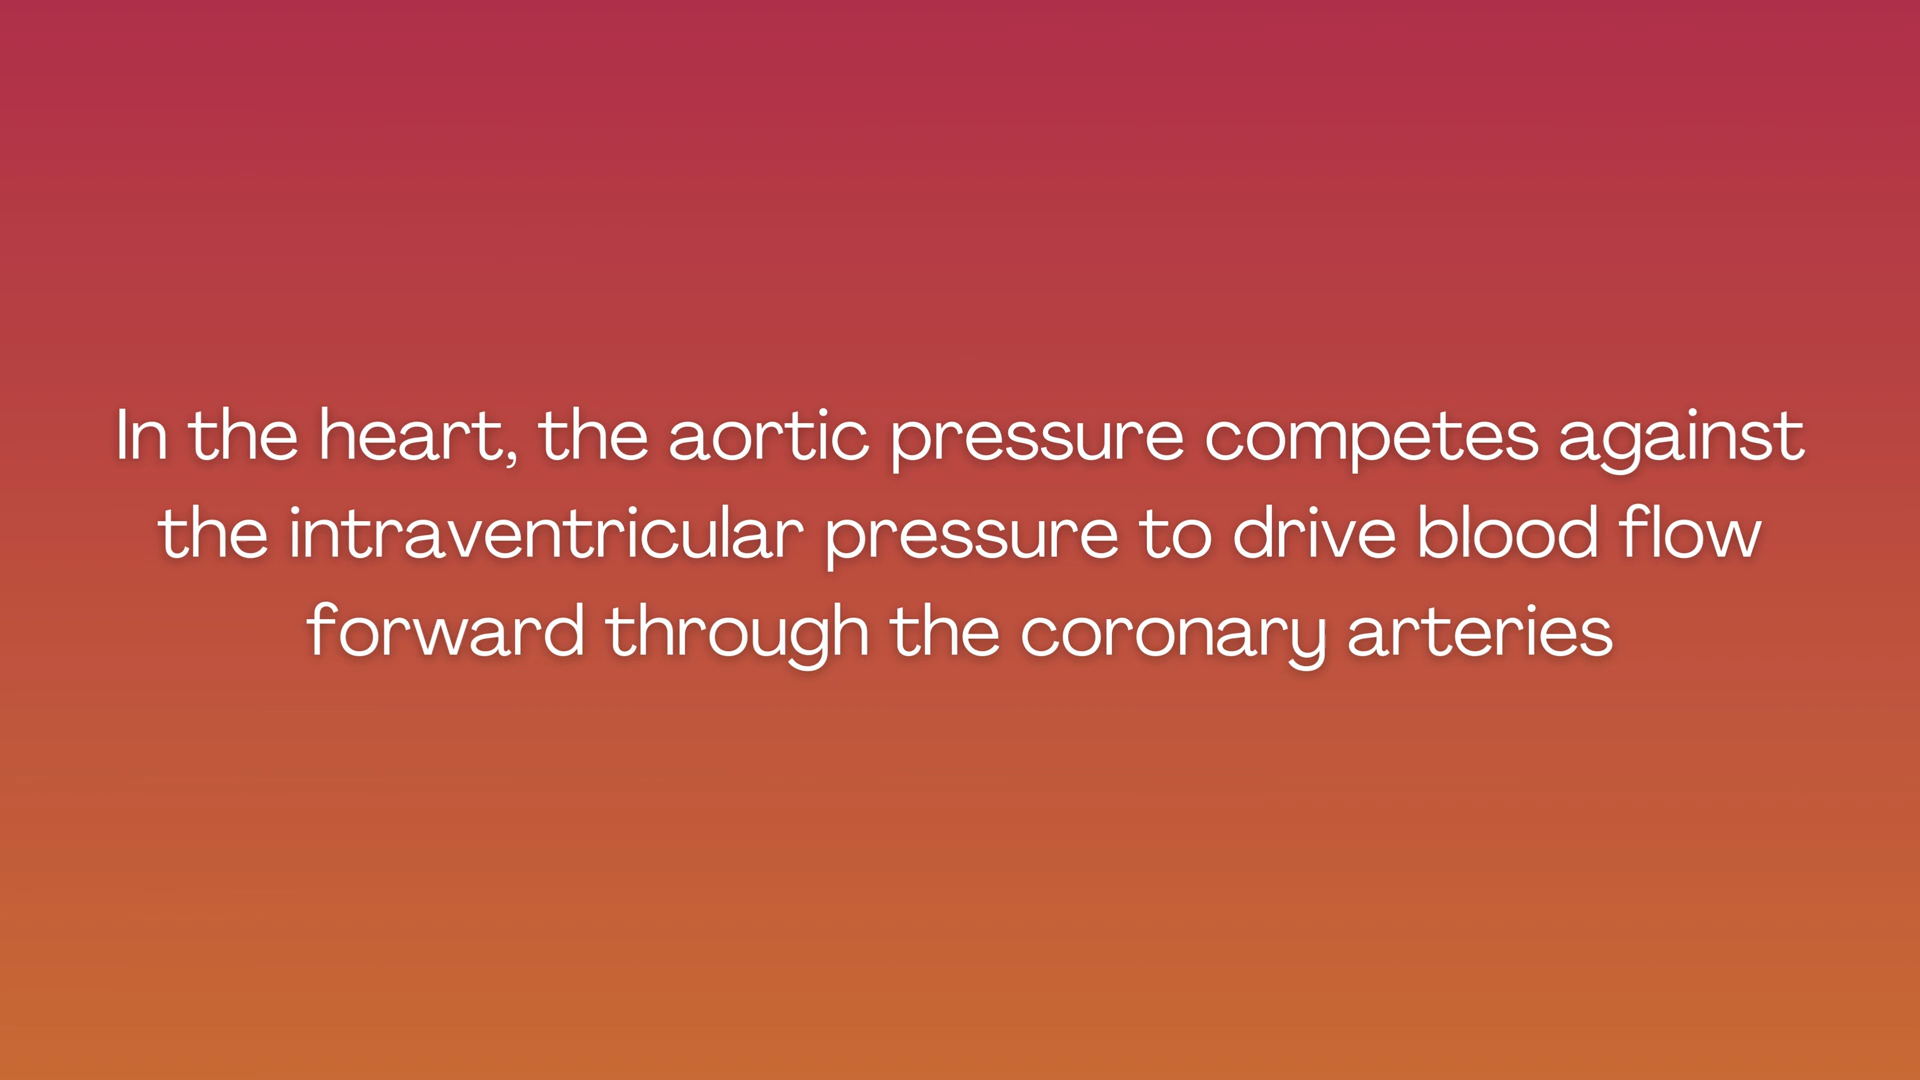 In the heart, the aortic pressure competes against
the intraventricular pressure to drive blood flow
forward through the coronary arteries